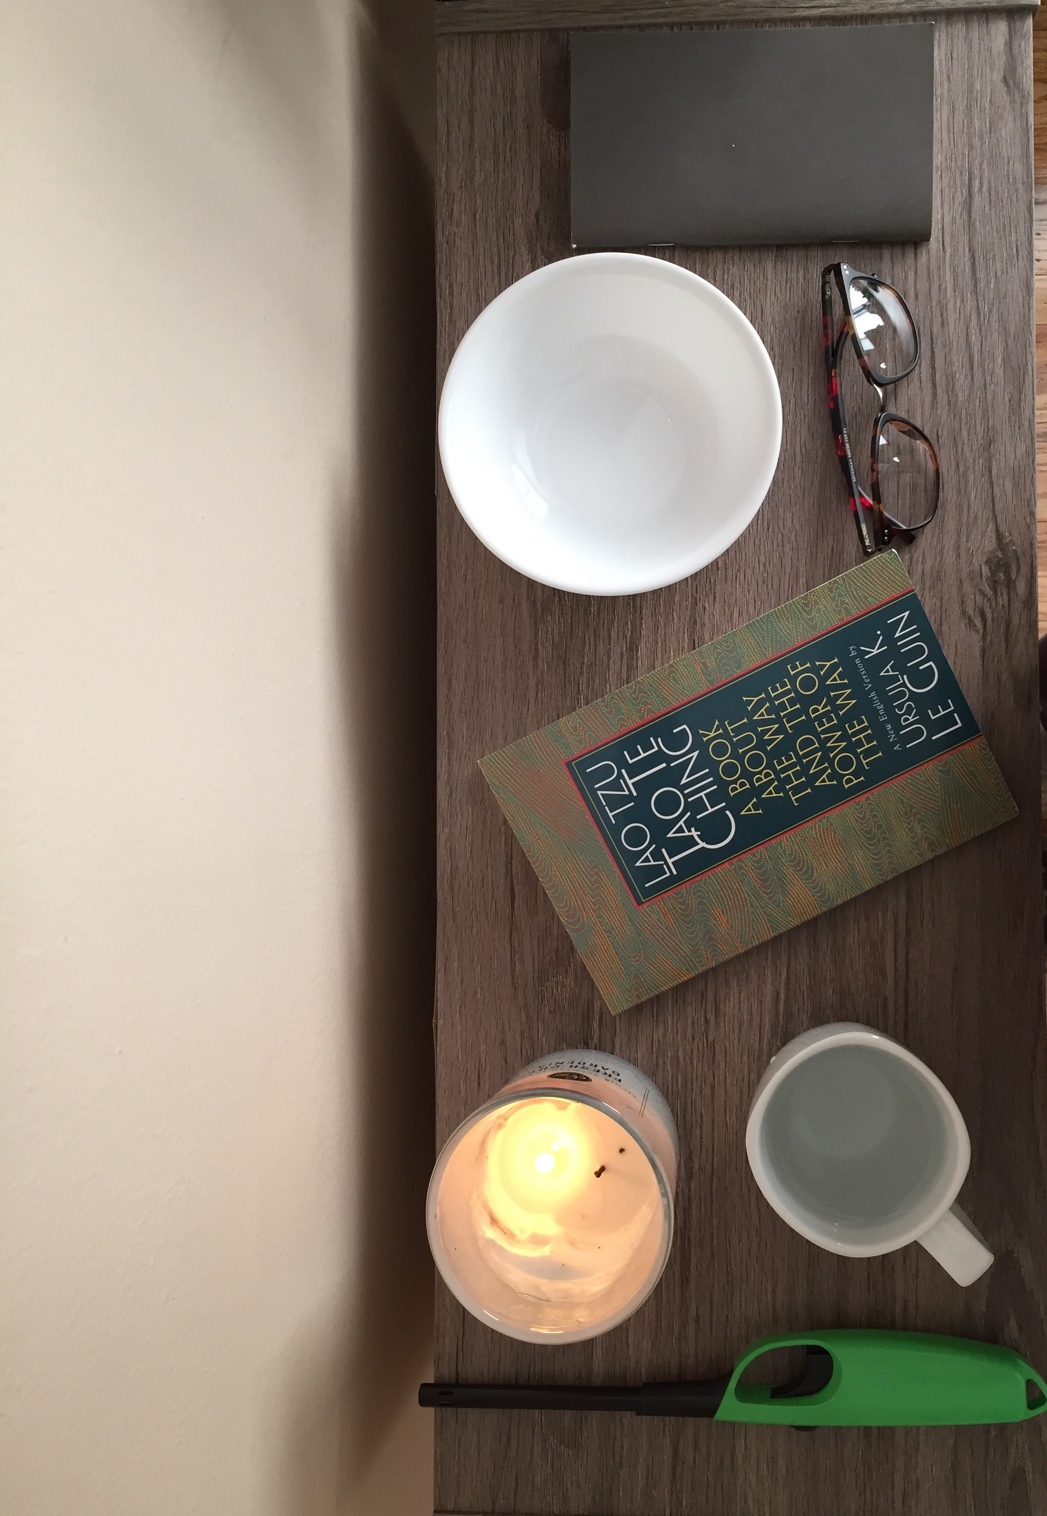 LAO TZU
TAO TE
CHING
A BOOK
ABOUT
THE WAY
AND THE
POWER OF
THE WAY
A New English Version by
URSULA K.
LE GUIN
GARDENIA